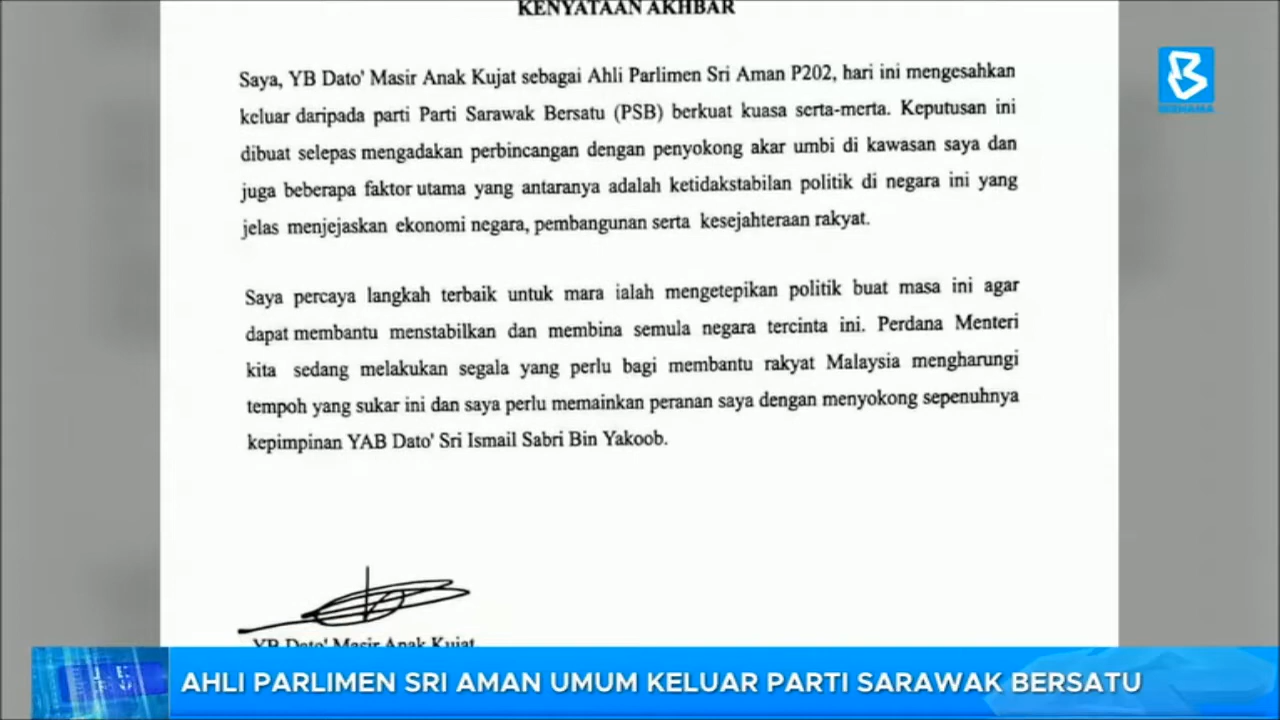 KENYATAAN AKHBAR
Saya, YB Dato' Masir Anak Kujat sebagai Ahli Parlimen Sri Aman P202, hari ini mengesahkan
keluar daripada parti Parti Sarawak Bersatu (PSB) berkuat kuasa serta-merta. Keputusan ini
dibuat selepas mengadakan perbincangan dengan penyokong akar umbi di kawasan saya dan
juga beberapa faktor utama yang antaranya adalah ketidakstabilan politik di negara ini yang
jelas menjejaskan ekonomi negara, pembangunan serta kesejahteraan rakyat.
Saya percaya langkah terbaik untuk mara ialah mengetepikan politik buat masa ini agar
dapat membantu menstabilkan dan membina semula negara tercinta ini. Perdana Menteri
kita sedang melakukan segala yang perlu bagi membantu rakyat Malaysia mengharungi
tempoh yang sukar ini dan saya perlu memainkan peranan saya dengan menyokong sepenuhnya
kepimpinan YAB Dato' Sri Ismail Sabri Bin Yakoob.
YB Dato' Masir Anak Kujat
BERNAMA
AHLI PARLIMEN SRI AMAN UMUM KELUAR PARTI SARAWAK BERSATU